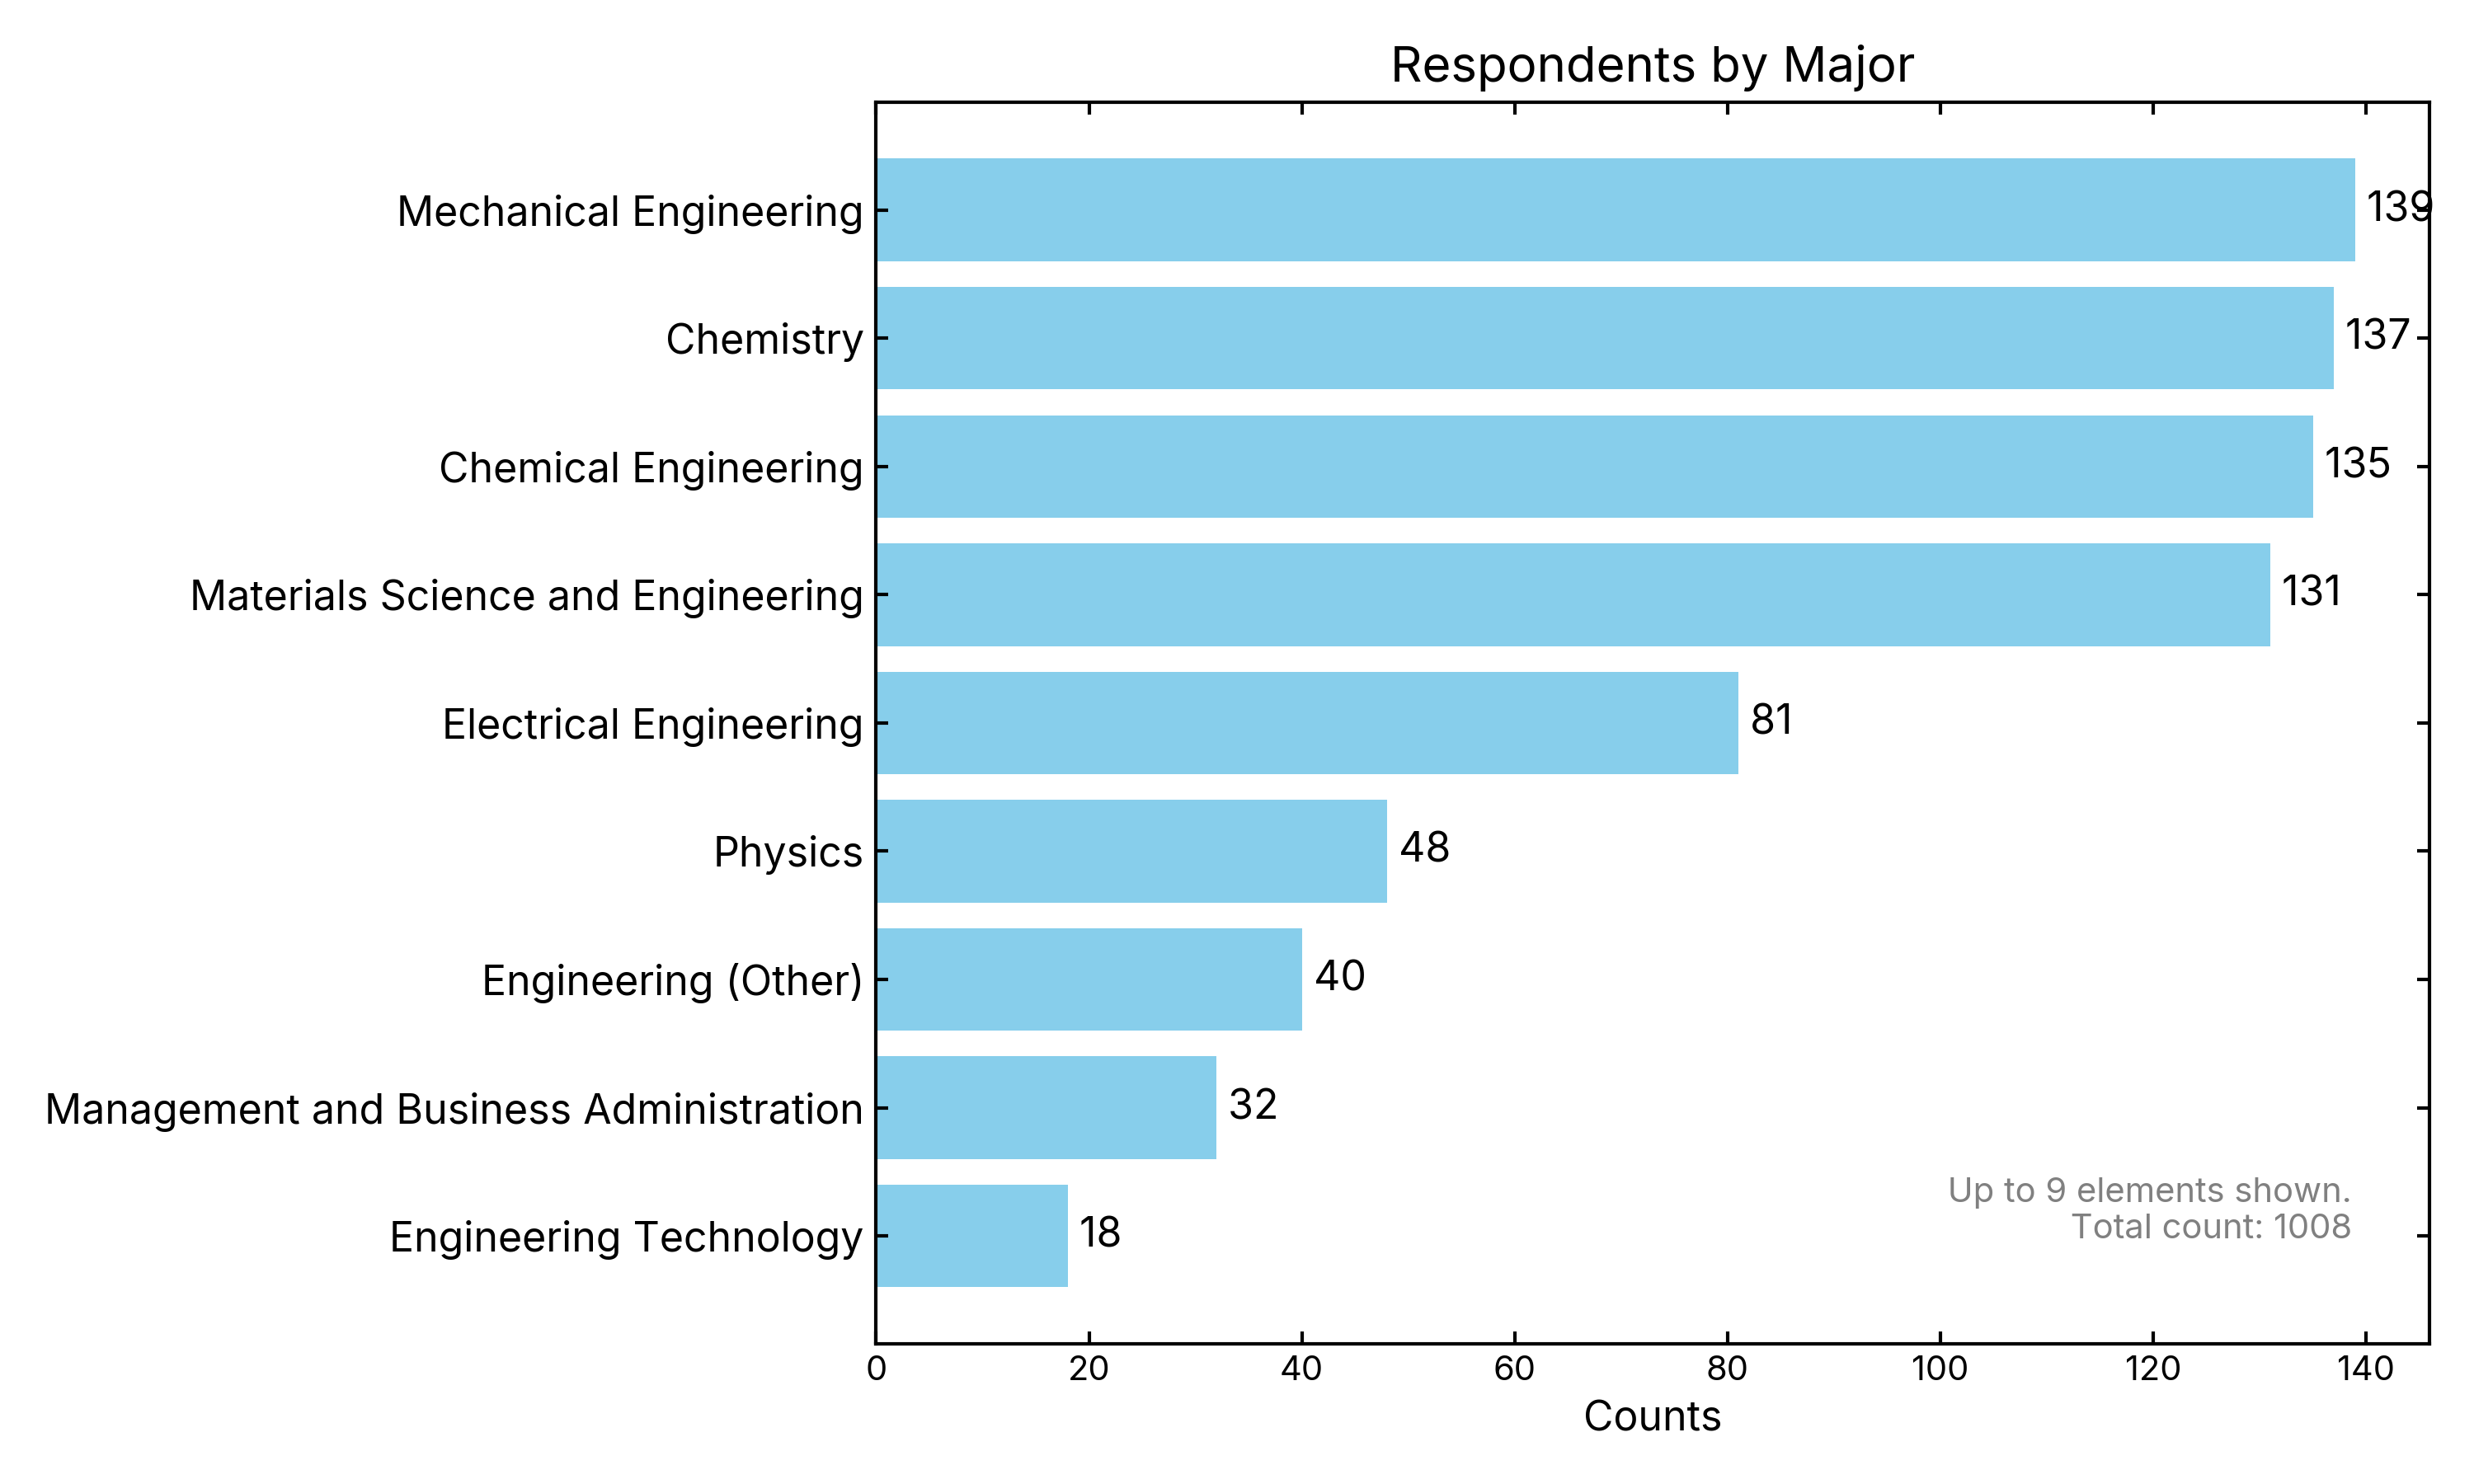 Respondents by Major
Mechanical Engineering 139
Chemistry 137
Chemical Engineering 135
Materials Science and Engineering 131
Electrical Engineering 81
Physics 48
Engineering (Other) 40
Management and Business Administration 32
Engineering Technology 18
Up to 9 elements shown.
Total count: 1008
0 20 40 60 80 100 120 140
Counts